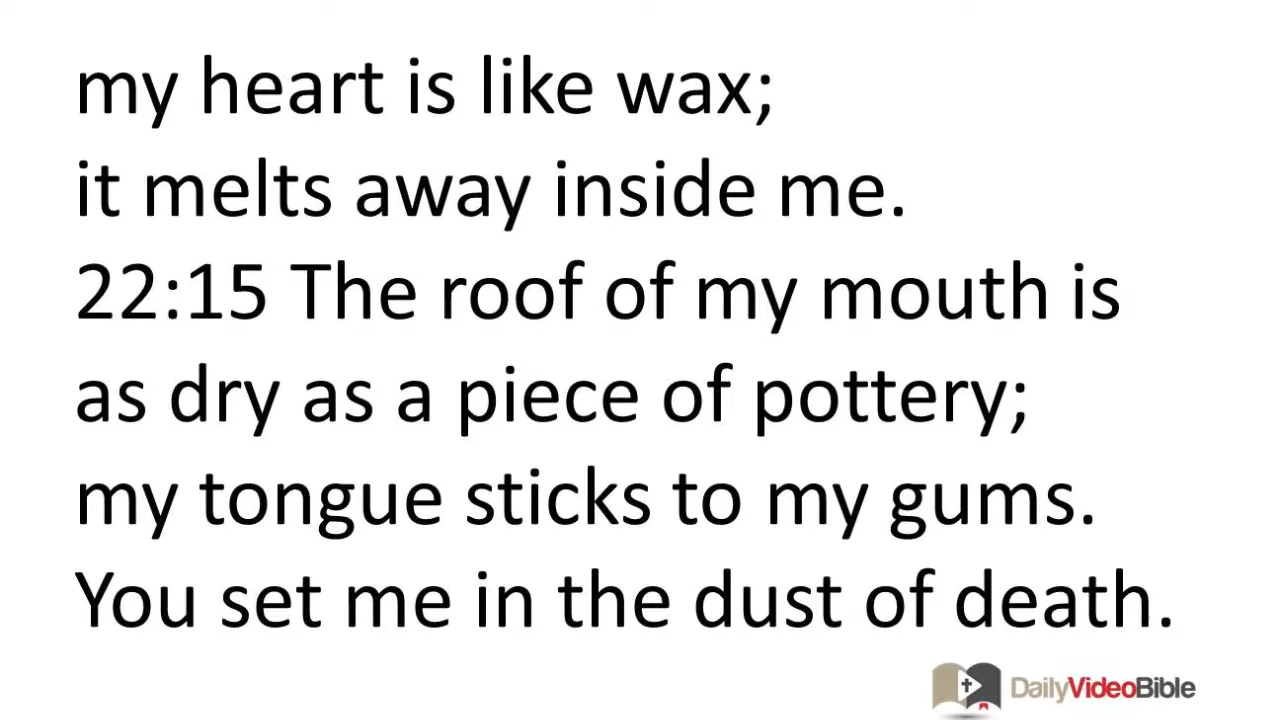 my heart is like wax;
it melts away inside me.
22:15 The roof of my mouth is
as dry as a piece of pottery;
my tongue sticks to my gums.
You set me in the dust of death.
DailyVideoBible